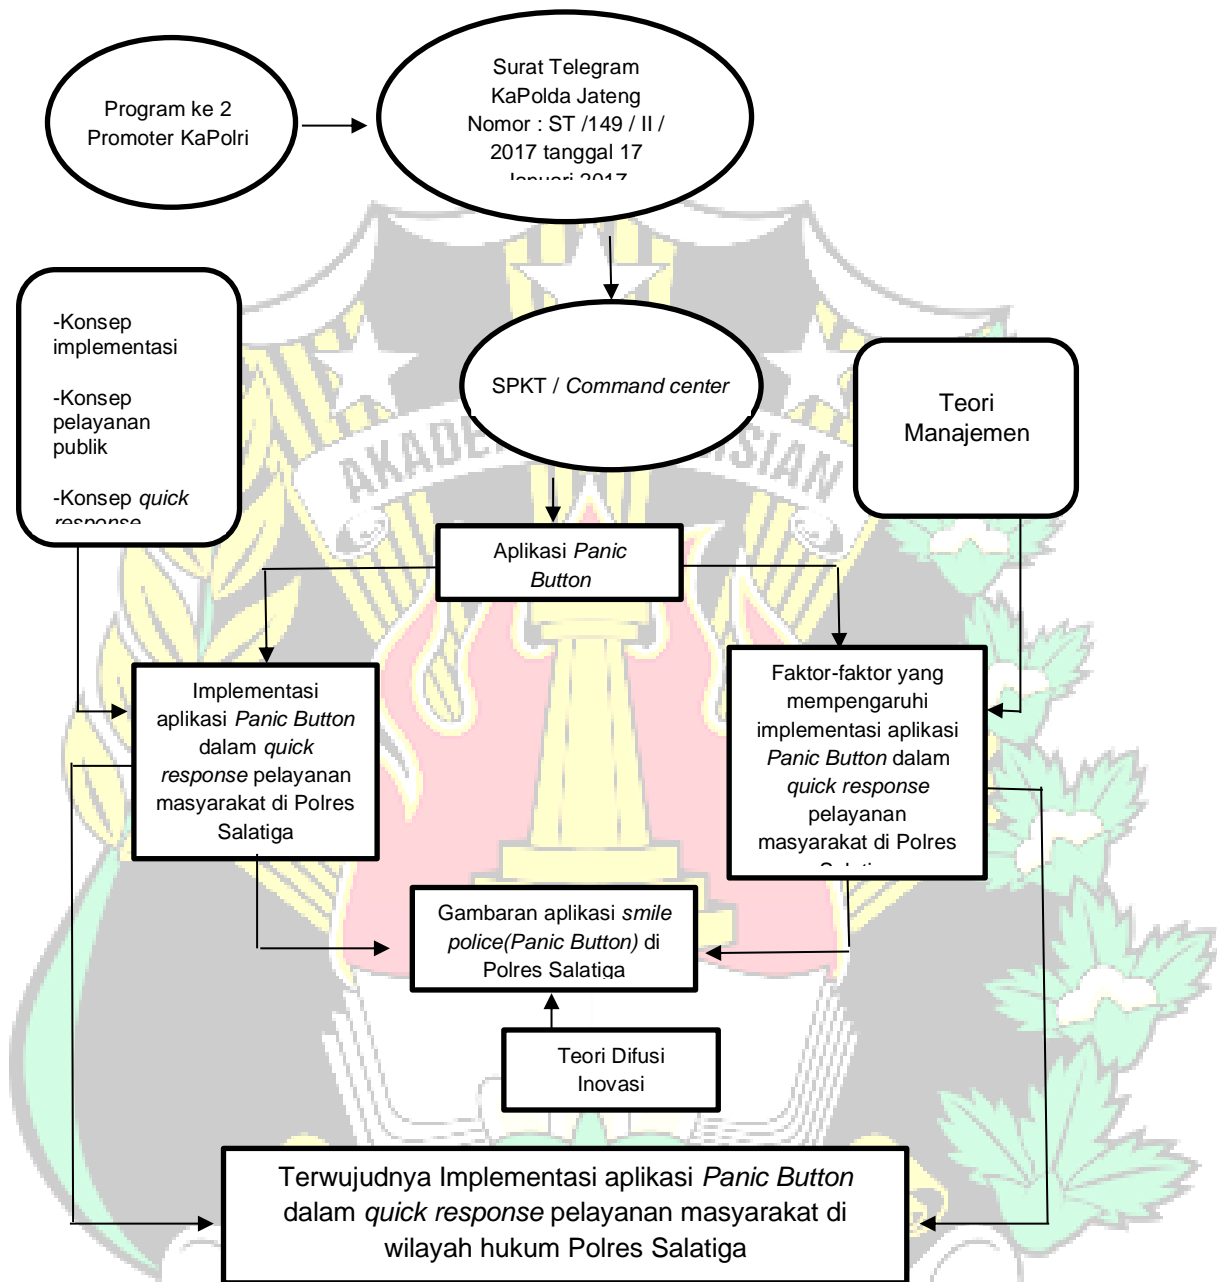 Program ke 2
Promoter KaPolri
Surat Telegram
KaPolda Jateng
Nomor : ST /149 / II /
2017 tanggal 17
Januari 2017
-Konsep
implementasi
-Konsep
pelayanan
publik
-Konsep quick
response
SPKT / Command center
Teori
Manajemen
Aplikasi Panic
Button
Implementasi
aplikasi Panic Button
dalam quick
response pelayanan
masyarakat di Polres
Salatiga
Faktor-faktor yang
mempengaruhi
implementasi aplikasi
Panic Button dalam
quick response
pelayanan
masyarakat di Polres
Gambaran aplikasi smile
police(Panic Button) di
Polres Salatiga
Teori Difusi
Inovasi
Terwujudnya Implementasi aplikasi Panic Button
dalam quick response pelayanan masyarakat di
wilayah hukum Polres Salatiga